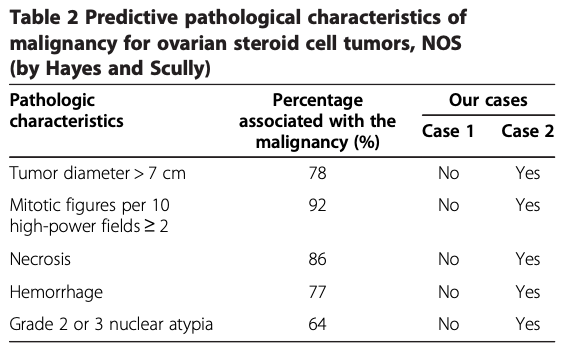 Table 2 Predictive pathological characteristics of
malignancy for ovarian steroid cell tumors, NOS
(by Hayes and Scully)
Pathologic characteristics Percentage associated with the malignancy (%) Our cases
Case 1 Case 2
Tumor diameter > 7 cm 78 No Yes
Mitotic figures per 10 92 No Yes
high-power fields ≥ 2
Necrosis 86 No Yes
Hemorrhage 77 No Yes
Grade 2 or 3 nuclear atypia 64 No Yes